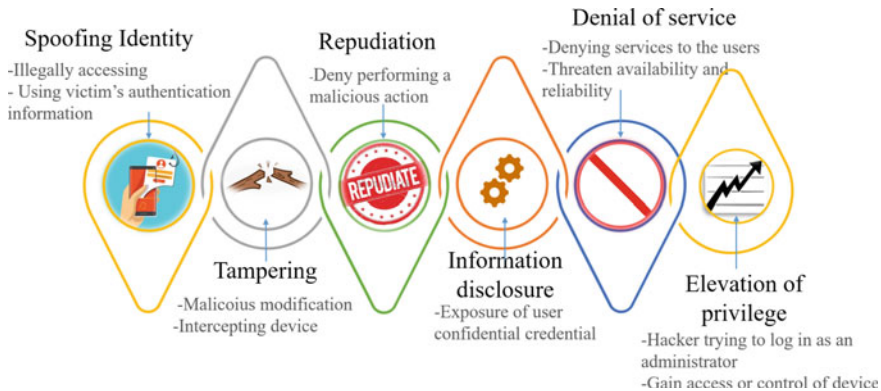 Spoofing Identity
-Illegally accessing
- Using victim's authentication
information
Tampering
-Malicoius modification
-Intercepting device
Repudiation
-Deny performing a
malicious action
REPUDIATE
Information
disclosure
-Exposure of user
confidential credential
Denial of service
-Denying services to the users
-Threaten availability and
reliability
Elevation of
privilege
-Hacker trying to log in as an
administrator
-Gain access or control of device